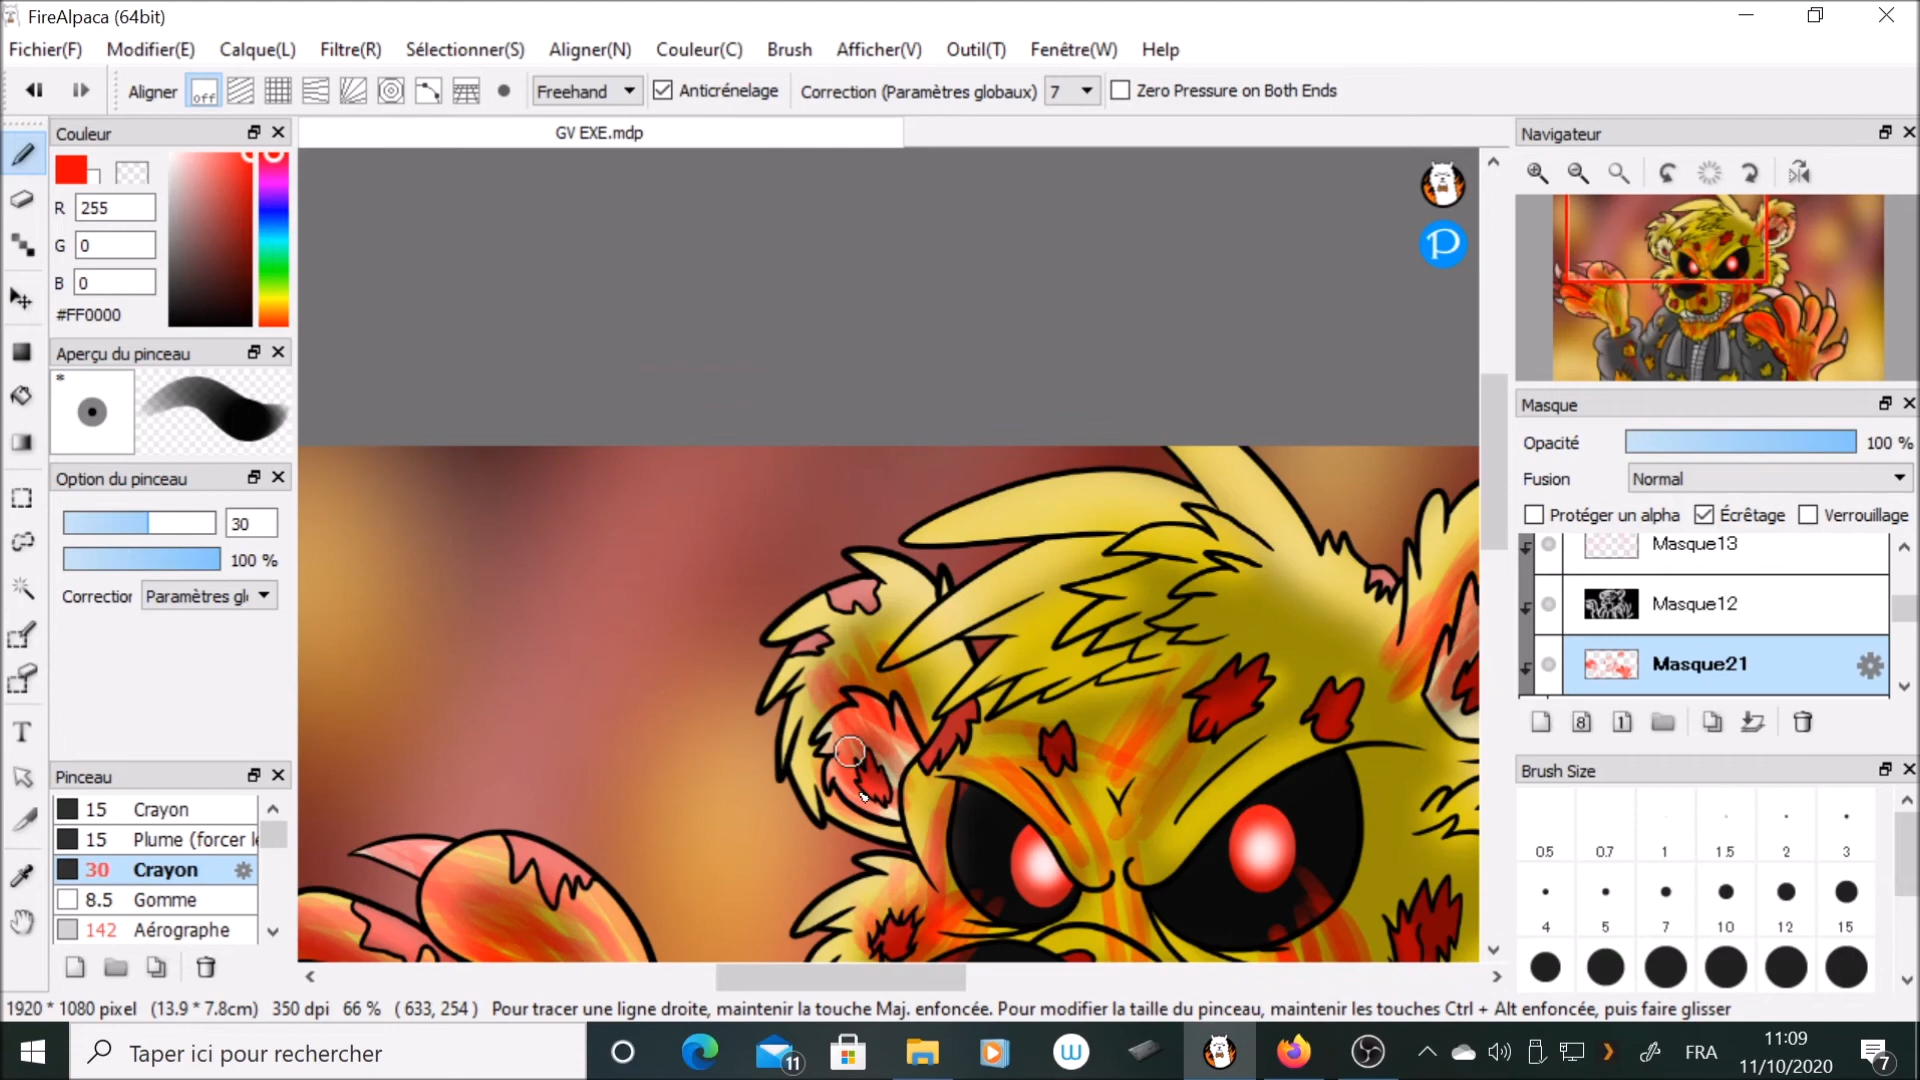 FireAlpaca (64bit)
Fichier(F) Modifier(E) Calque(L) Filtre(R) Sélectionner(S) Aligner(N) Couleur(C) Brush Afficher(V) Outil(T) Fenêtre(W) Help
Aligner off Freehand Anticrénelage Correction (Paramètres globaux) 7 Zero Pressure on Both Ends
Couleur
GV EXE.mdp
Navigateur
R 255
G 0
B 0
#FF0000
Aperçu du pinceau
*
Option du pinceau
30
100 %
Correction Paramètres gl
Pinceau
15 Crayon
15 Plume (forcer le
30 Crayon
8.5 Gomme
142 Aérographe
P
Masque
Opacité 100 %
Fusion Normal
Protéger un alpha Écrêtage Verrouillage
Masque13
Masque12
Masque21
8 1
Brush Size
0.5 0.7 1 1.5 2 3
4 5 7 10 12 15
1920 * 1080 pixel (13.9 * 7.8cm) 350 dpi 66 % ( 633, 254 ) Pour tracer une ligne droite, maintenir la touche Maj. enfoncée. Pour modifier la taille du pinceau, maintenir les touches Ctrl + Alt enfoncée, puis faire glisser
Taper ici pour rechercher
11
W
FRA
11:09
11/10/2020
7